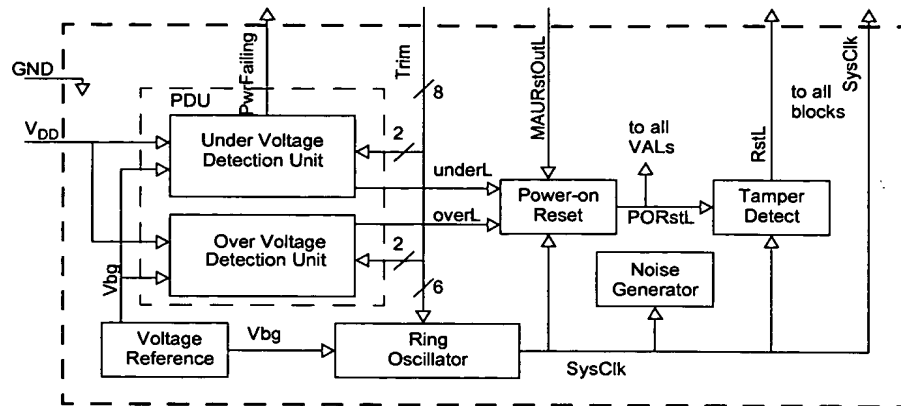 GND
PwrFailing
Trim
8
MAURstOutL
RstL
to all
blocks
SysClk
PDU
VDD
Under Voltage
Detection Unit
2
underL
to all
VALs
Power-on
Reset
PORstL
Tamper
Detect
overL
Over Voltage
Detection Unit
2
Vbg
6
Noise
Generator
Voltage
Reference
Vbg
Ring
Oscillator
SysClk